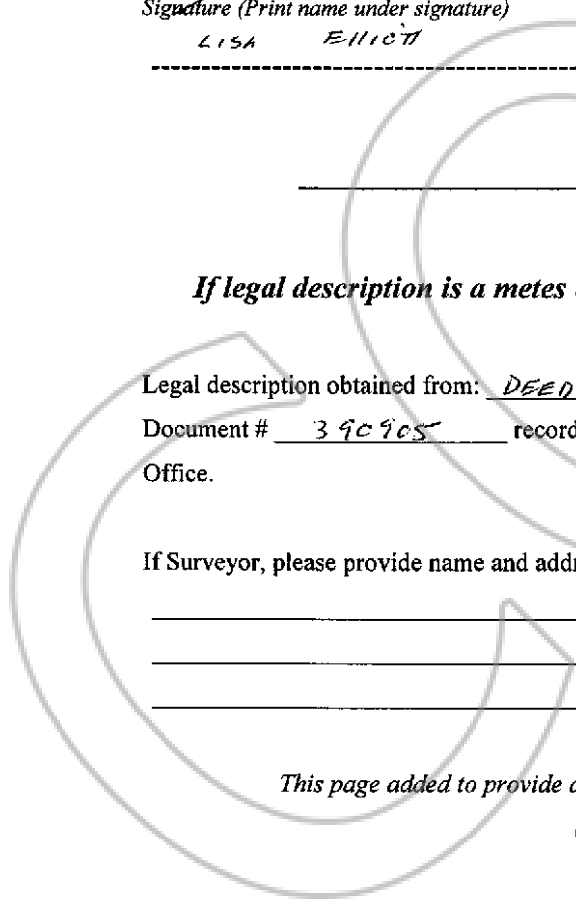 Signature (Print name under signature)
LISA Elliott
If legal description is a metes
Legal description obtained from: DEED
Document # 390905 record
Office.
If Surveyor, please provide name and addr
This page added to provide